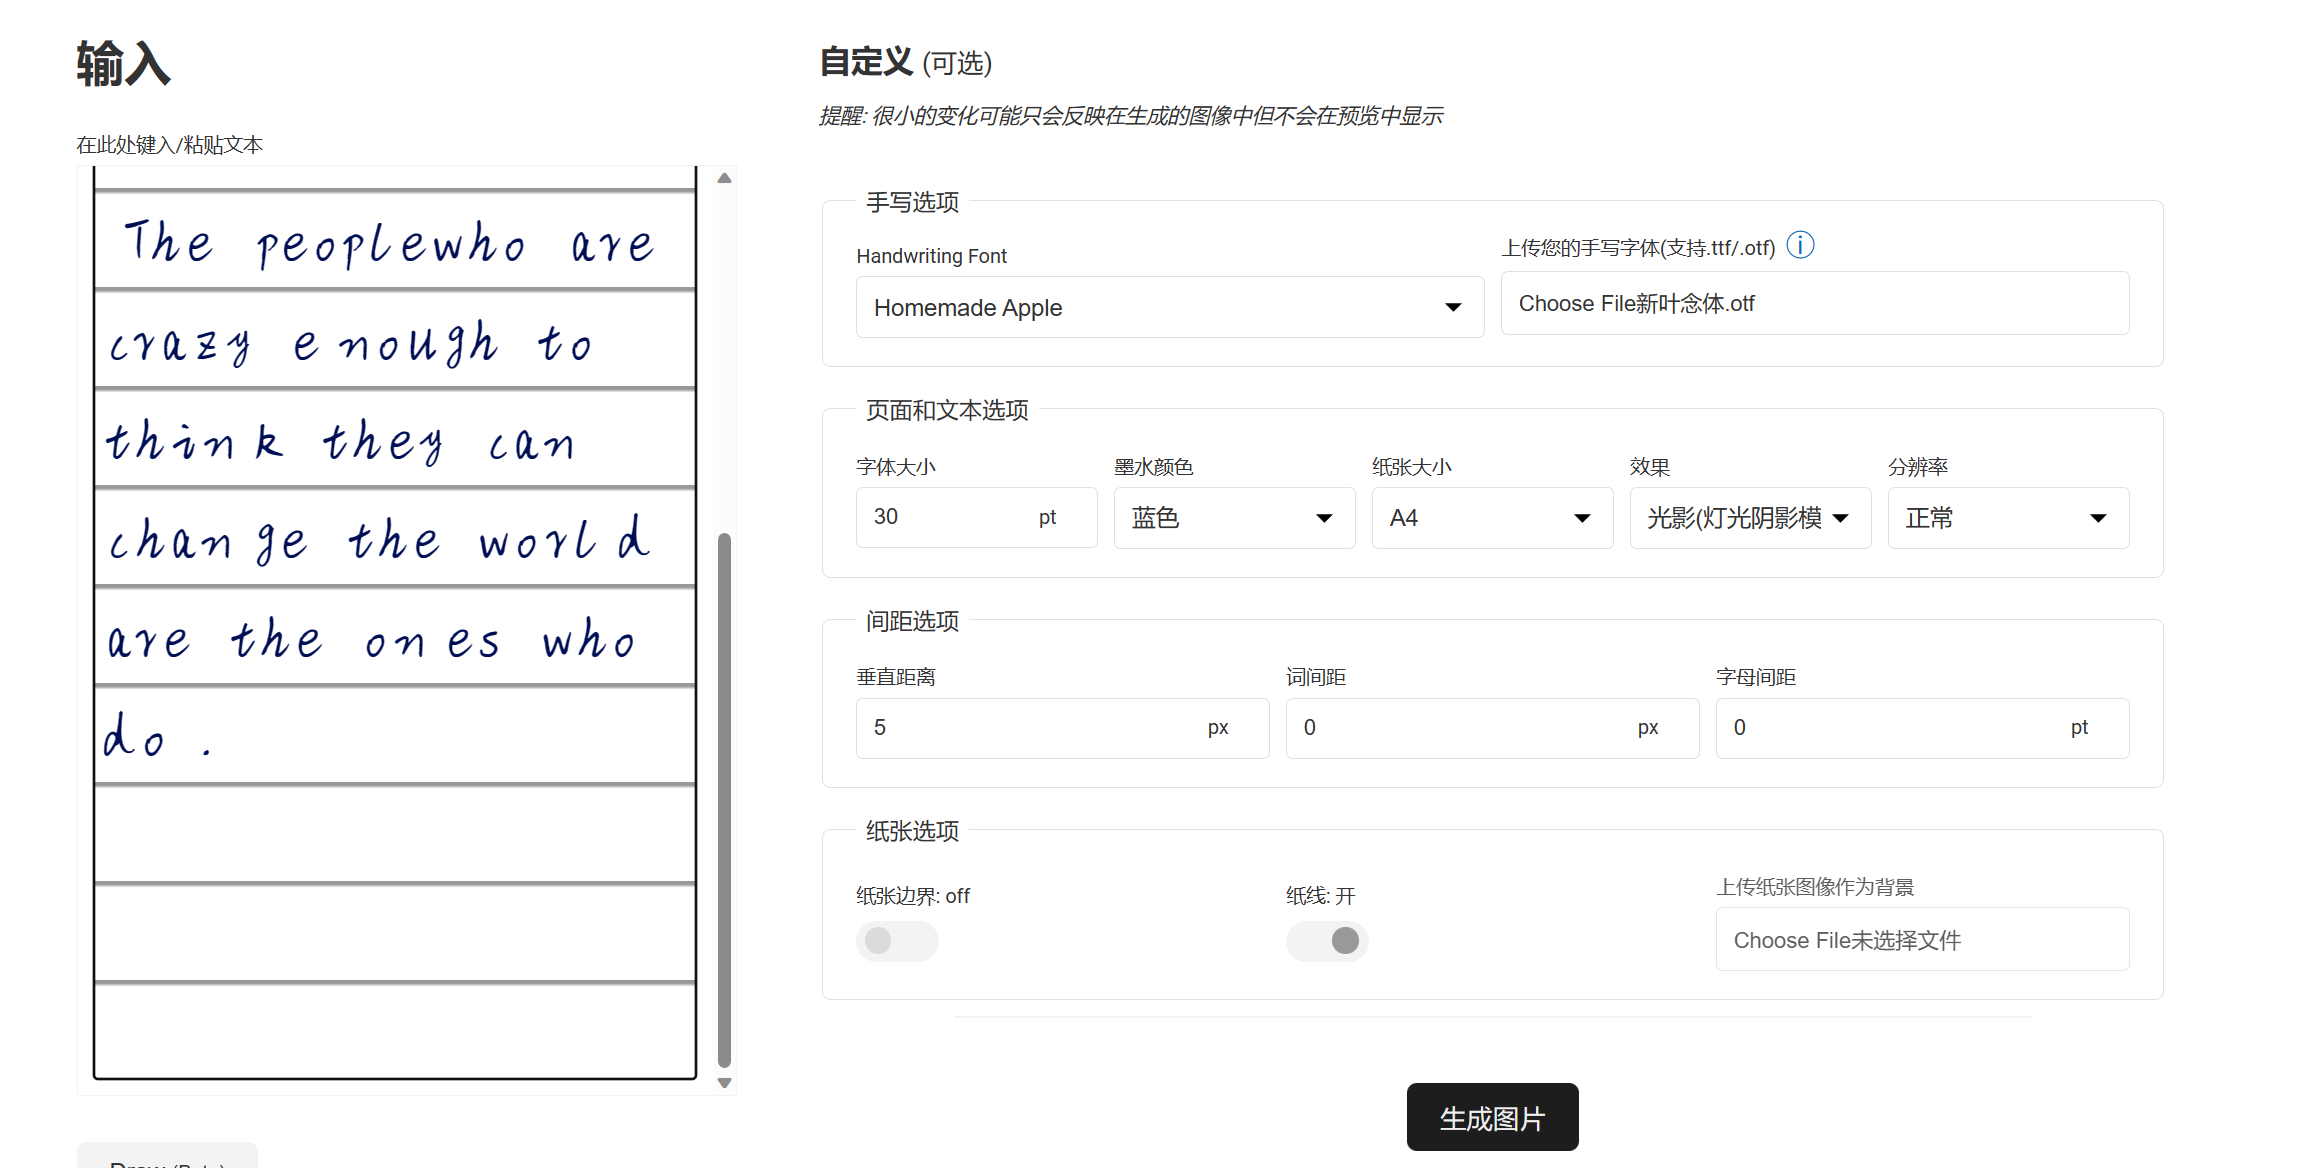 输入
在此处键入/粘贴文本
The peoplewho are
crazy enough to
think they can
change the world
are the ones who
do .
自定义 (可选)
提醒: 很小的变化可能只会反映在生成的图像中但不会在预览中显示
手写选项
Handwriting Font
Homemade Apple
上传您的手写字体(支持.ttf/.otf)
Choose File新叶念体.otf
页面和文本选项
字体大小
30 pt
墨水颜色
蓝色
纸张大小
A4
效果
光影(灯光阴影模
分辨率
正常
间距选项
垂直距离
5 px
词间距
0 px
字母间距
0 pt
纸张选项
纸张边界: off
纸线: 开
上传纸张图像作为背景
Choose File未选择文件
生成图片